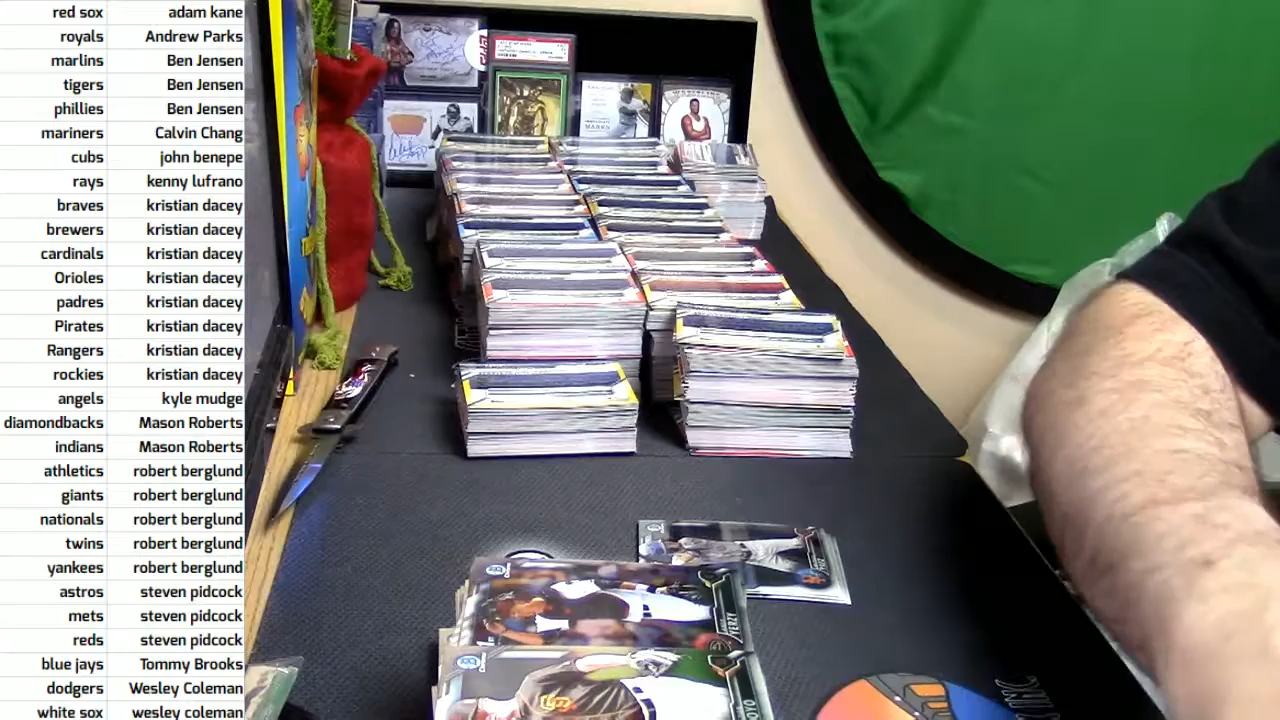 red sox adam kane
royals Andrew Parks
marlins Ben Jensen
tigers Ben Jensen
phillies Ben Jensen
mariners Calvin Chang
cubs john benepe
rays kenny lufrano
braves kristian dacey
brewers kristian dacey
cardinals kristian dacey
Orioles kristian dacey
padres kristian dacey
Pirates kristian dacey
Rangers kristian dacey
rockies kristian dacey
angels kyle mudge
diamondbacks Mason Roberts
indians Mason Roberts
athletics robert berglund
giants robert berglund
nationals robert berglund
twins robert berglund
yankees robert berglund
astros steven pidcock
mets steven pidcock
reds steven pidcock
blue jays Tommy Brooks
dodgers Wesley Coleman
white sox wesley coleman
YERZY